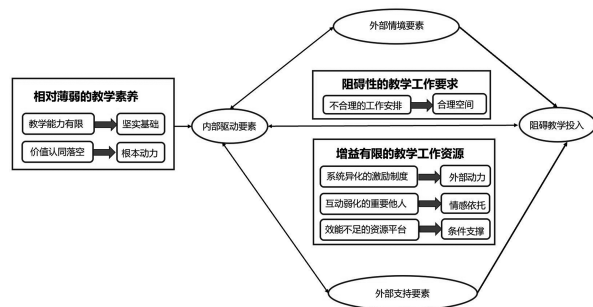 外部情境要素
相对薄弱的教学素养
教学能力有限
坚实基础
价值认同落空
根本动力
内部驱动要素
阻碍性的教学工作要求
不合理的工作安排
合理空间
阻碍教学投入
增益有限的教学工作资源
系统异化的激励制度
外部动力
互动弱化的重要他人
情感依托
效能不足的资源平台
条件支撑
外部支持要素